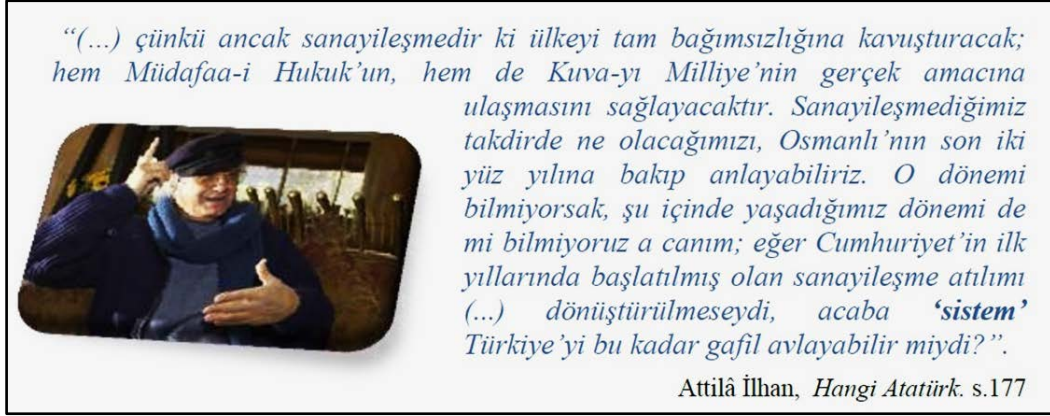 “(…) çünkü ancak sanayileşmedir ki ülkeyi tam bağımsızlığına kavuşturacak;
hem Müdafaa-i Hukuk’un, hem de Kuva-yı Milliye’nin gerçek amacına
ulaşmasını sağlayacaktır. Sanayileşmediğimiz
takdirde ne olacağımızı, Osmanlı’nın son iki
yüz yılına bakıp anlayabiliriz. O dönemi
bilmiyorsak, şu içinde yaşadığımız dönemi de
mi bilmiyoruz a canım; eğer Cumhuriyet’in ilk
yıllarında başlatılmış olan sanayileşme atılımı
(…) dönüştürülmeseydi, acaba ‘sistem’
Türkiye’yi bu kadar gafil avlayabilir miydi?”.
Attilâ İlhan, Hangi Atatürk. s.177